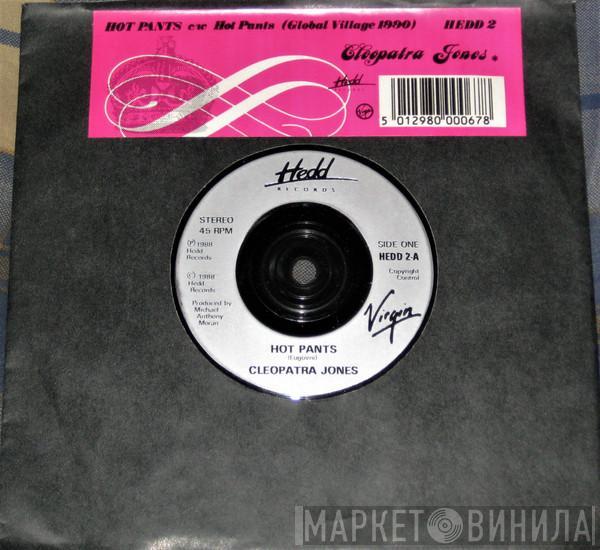 HOT PANTS c/w Hot Pants (Global Village 1990) HEDD 2
Cleopatra Jones.
Hedd
RECORDS
Virgin
5 012980 000678
Hedd
RECORDS
STEREO
45 RPM
℗ 1988
Hedd
Records
© 1988
Hedd
Records
Produced by
Michael
Anthony
Moran
SIDE ONE
HEDD 2-A
Copyright
Control
Virgin
HOT PANTS
CLEOPATRA JONES
МАРКЕТ ВИНИЛА